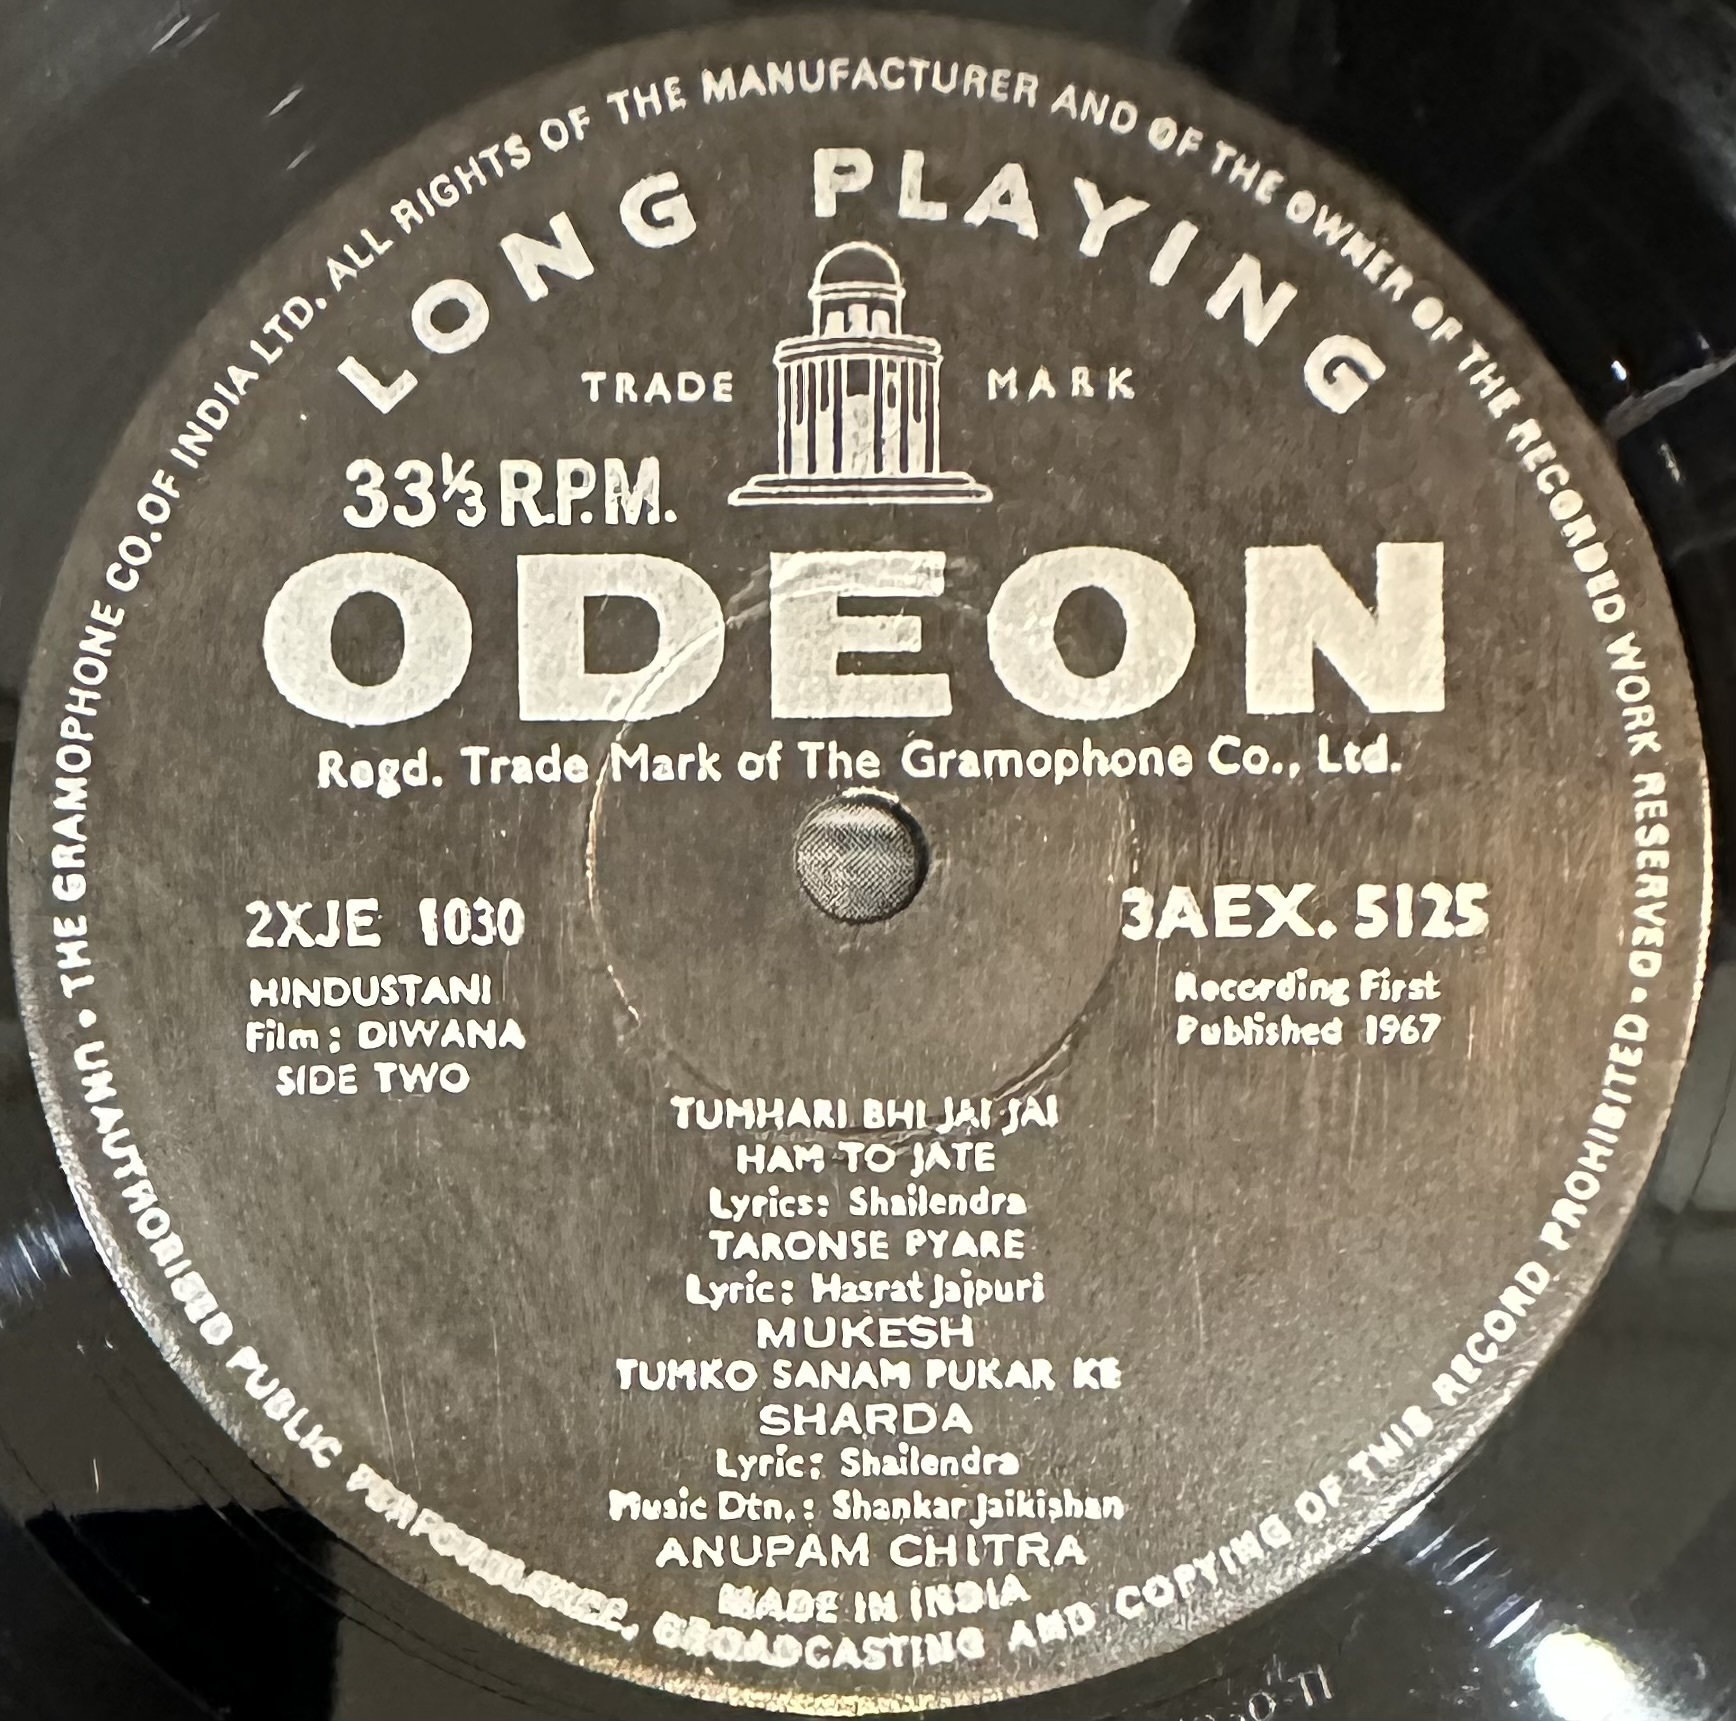 THE GRAMOPHONE CO. OF INDIA LTD. ALL RIGHTS OF THE MANUFACTURER AND OF THE OWNER OF THE RECORDED WORK RESERVED •
UNAUTHORISED PUBLIC PERFORMANCE, BROADCASTING AND COPYING OF THIS RECORD PROHIBITED •
LONG PLAYING
TRADE MARK
33⅓ R.P.M.
ODEON
Regd. Trade Mark of The Gramophone Co., Ltd.
2XJE 1030
HINDUSTANI
Film : DIWANA
SIDE TWO
3AEX. 5125
Recording First
Published 1967
TUMHARI BHI JAI JAI
HAM TO JATE
Lyrics: Shailendra
TARONSE PYARE
Lyric: Hasrat Jaipuri
MUKESH
TUMKO SANAM PUKAR KE
SHARDA
Lyric: Shailendra
Music Dtn.: Shankar Jaikishan
ANUPAM CHITRA
MADE IN INDIA